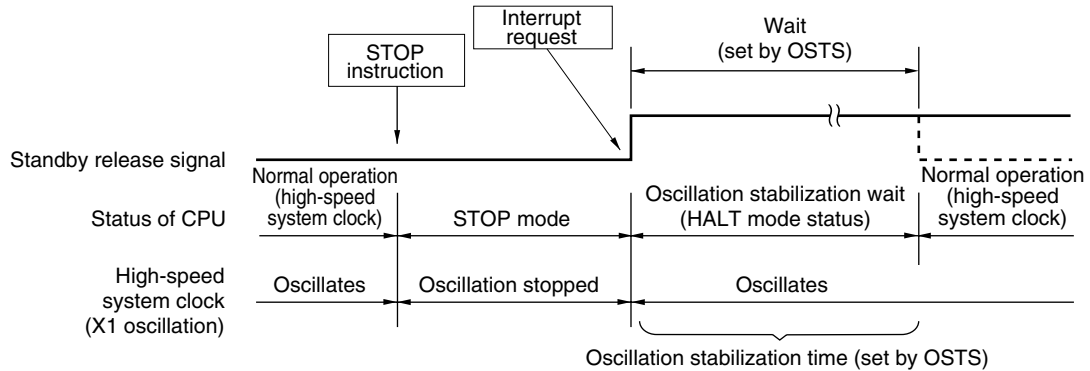 Interrupt
request
STOP
instruction
Wait
(set by OSTS)
Standby release signal
Normal operation
(high-speed
system clock)
Status of CPU
STOP mode
Oscillation stabilization wait
(HALT mode status)
Normal operation
(high-speed
system clock)
High-speed
system clock
(X1 oscillation)
Oscillates
Oscillation stopped
Oscillates
Oscillation stabilization time (set by OSTS)